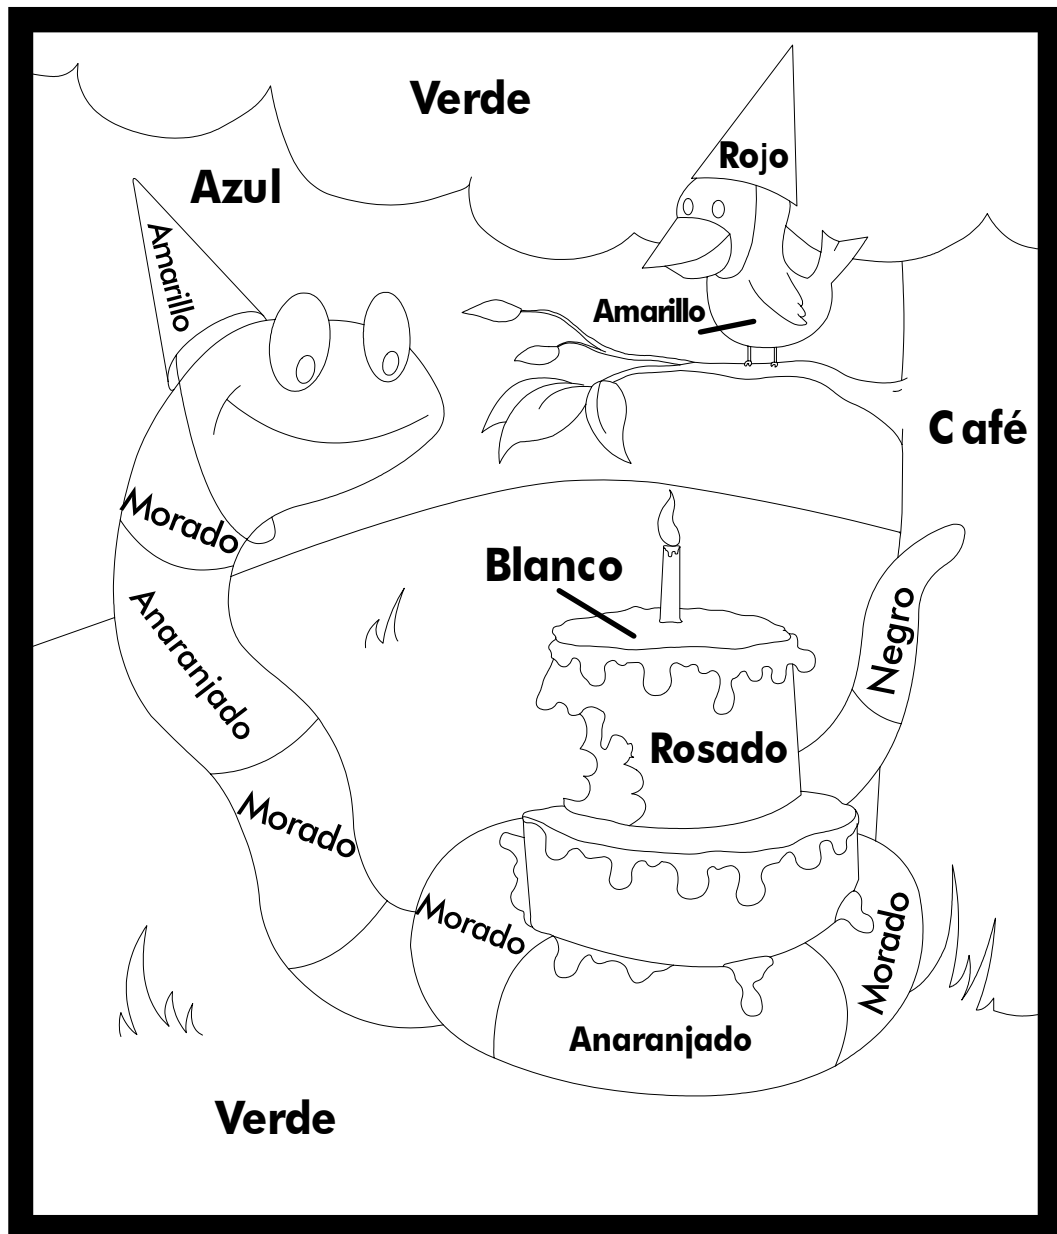 Verde
Rojo
Azul
Amarillo
Amarillo
Café
Morado
Blanco
Anaranjado
Negro
Rosado
Morado
Morado
Morado
Anaranjado
Verde